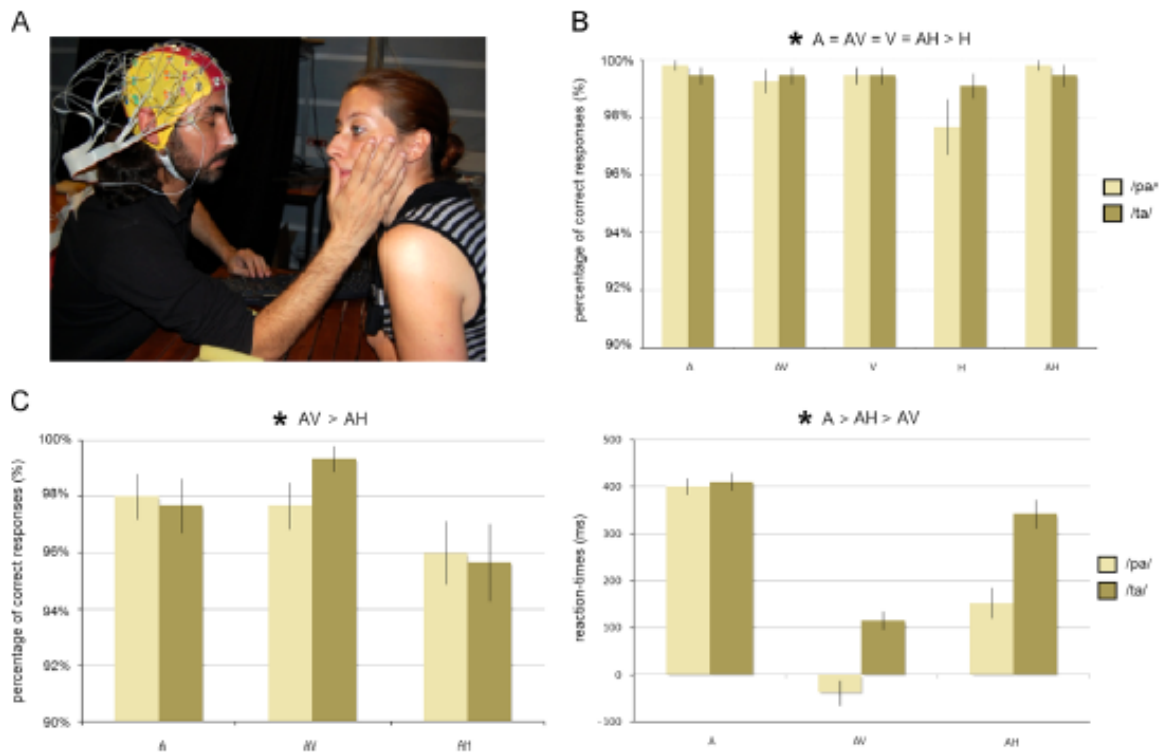 A
B
* A = AV = V = AH > H
percentage of correct responses (%)
100%
98%
96%
94%
92%
90%
A
AV
V
H
AH
/pa/
/ta/
C
* AV > AH
percentage of correct responses (%)
100%
98%
96%
94%
92%
90%
A
AV
* A > AH > AV
reaction-times (ms)
500
400
300
200
100
0
-100
A
AV
AH
/pa/
/ta/